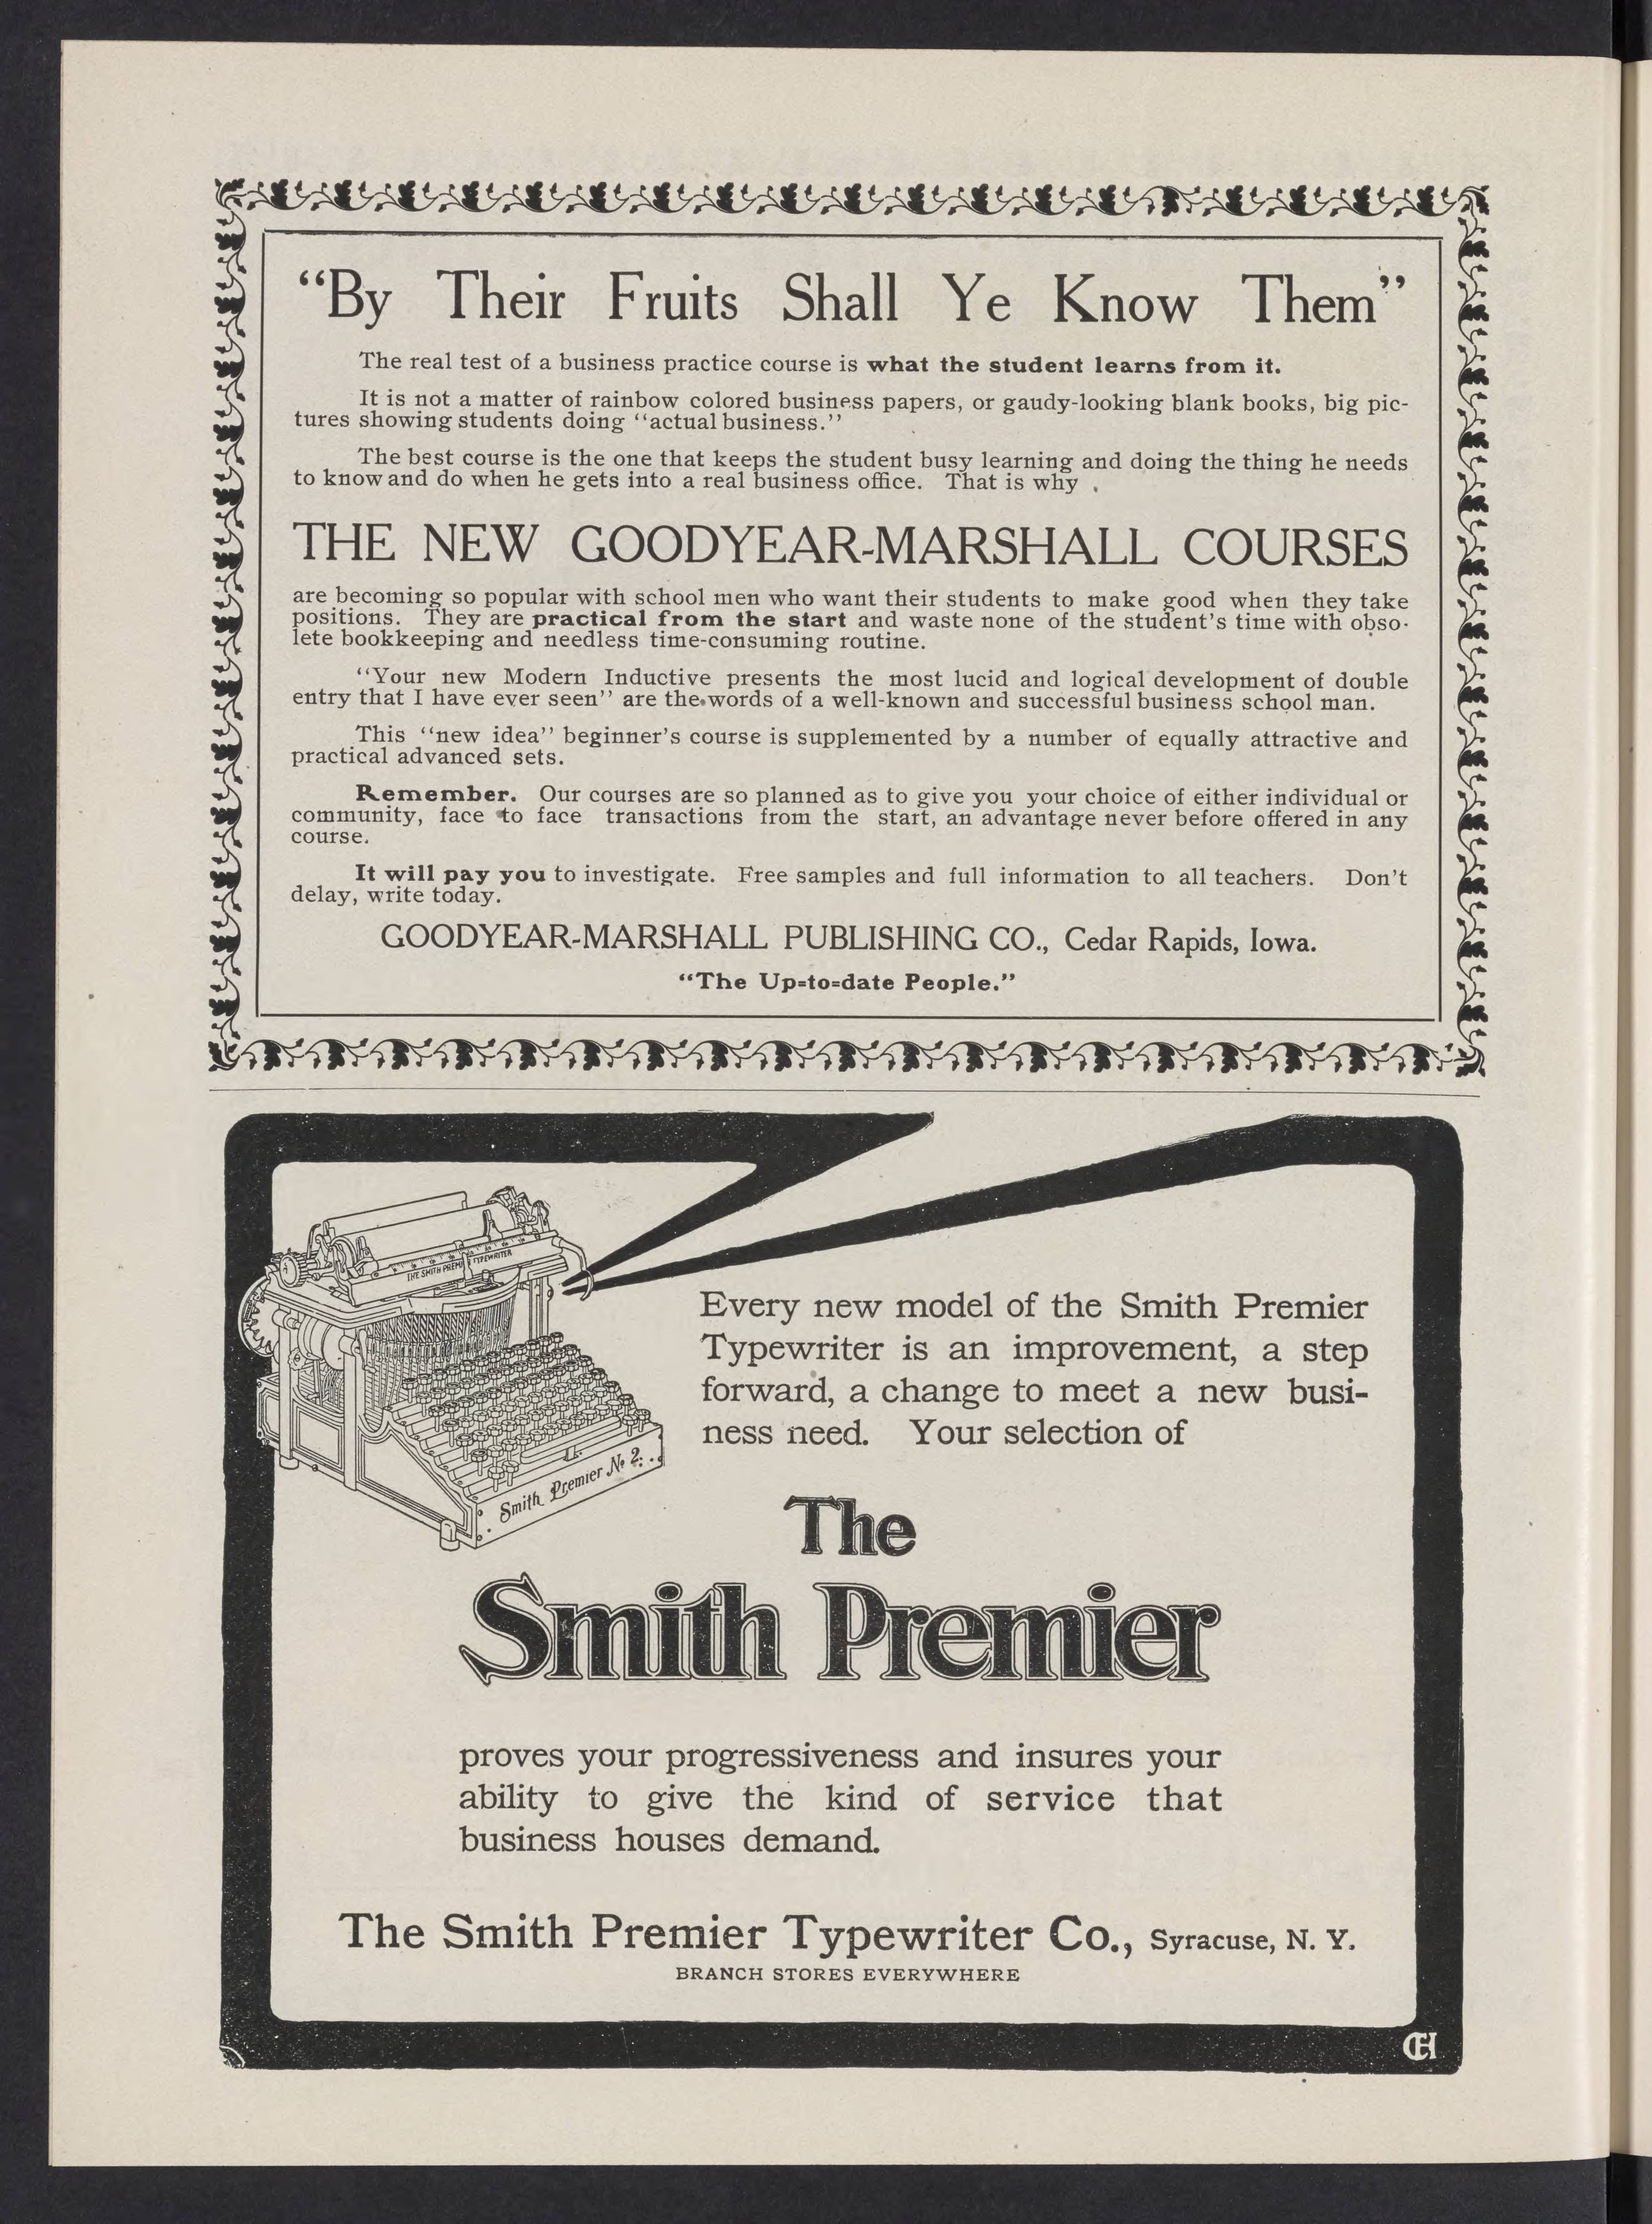 “By Their Fruits Shall Ye Know Them”
The real test of a business practice course is what the student learns from it.
It is not a matter of rainbow colored business papers, or gaudy-looking blank books, big pic-
tures showing students doing “actual business.”
The best course is the one that keeps the student busy learning and doing the thing he needs
to know and do when he gets into a real business office. That is why
THE NEW GOODYEAR-MARSHALL COURSES
are becoming so popular with school men who want their students to make good when they take
positions. They are practical from the start and waste none of the student’s time with obso-
lete bookkeeping and needless time-consuming routine.
“Your new Modern Inductive presents the most lucid and logical development of double
entry that I have ever seen” are the words of a well-known and successful business school man.
This “new idea” beginner’s course is supplemented by a number of equally attractive and
practical advanced sets.
Remember. Our courses are so planned as to give you your choice of either individual or
community, face to face transactions from the start, an advantage never before offered in any
course.
It will pay you to investigate. Free samples and full information to all teachers. Don’t
delay, write today.
GOODYEAR-MARSHALL PUBLISHING CO., Cedar Rapids, Iowa.
“The Up=to=date People.”
THE SMITH PREMIER TYPEWRITER
Smith Premier No 2.
Every new model of the Smith Premier
Typewriter is an improvement, a step
forward, a change to meet a new busi-
ness need. Your selection of
The
Smith Premier
proves your progressiveness and insures your
ability to give the kind of service that
business houses demand.
The Smith Premier Typewriter Co., Syracuse, N. Y.
BRANCH STORES EVERYWHERE